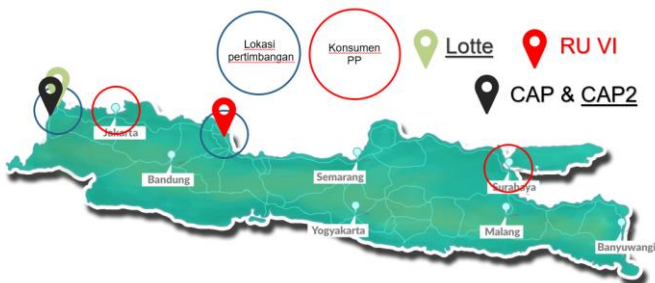 Lokasi
pertimbangan
Konsumen
PP
Lotte
RU VI
CAP & CAP2
Jakarta
Bandung
Semarang
Surabaya
Yogyakarta
Malang
Banyuwangi